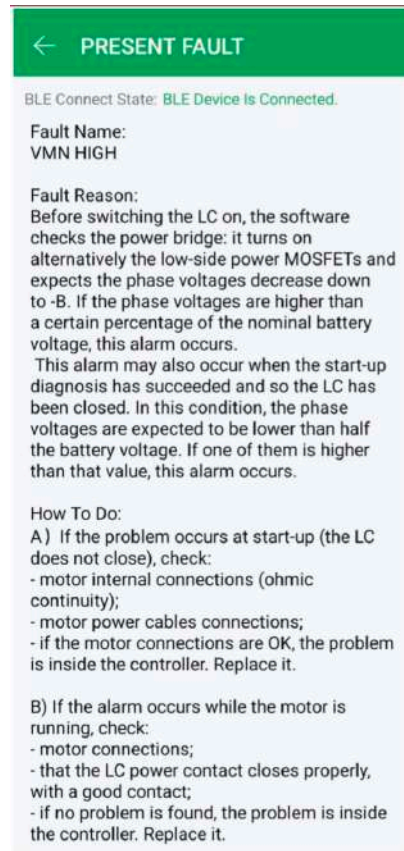 ← PRESENT FAULT
BLE Connect State: BLE Device Is Connected.
Fault Name:
VMN HIGH
Fault Reason:
Before switching the LC on, the software
checks the power bridge: it turns on
alternatively the low-side power MOSFETs and
expects the phase voltages decrease down
to -B. If the phase voltages are higher than
a certain percentage of the nominal battery
voltage, this alarm occurs.
This alarm may also occur when the start-up
diagnosis has succeeded and so the LC has
been closed. In this condition, the phase
voltages are expected to be lower than half
the battery voltage. If one of them is higher
than that value, this alarm occurs.
How To Do:
A) If the problem occurs at start-up (the LC
does not close), check:
- motor internal connections (ohmic
continuity);
- motor power cables connections;
- if the motor connections are OK, the problem
is inside the controller. Replace it.
B) If the alarm occurs while the motor is
running, check:
- motor connections;
- that the LC power contact closes properly,
with a good contact;
- if no problem is found, the problem is inside
the controller. Replace it.